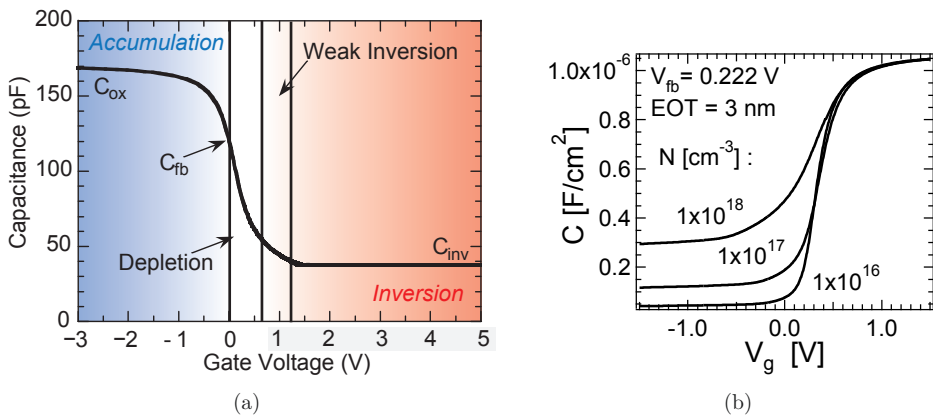 200
150
100
50
0
Capacitance (pF)
Accumulation
Weak Inversion
Cox
Cfb
Depletion
Cinv
Inversion
−3 −2 - 1 0 1 2 3 4 5
Gate Voltage (V)
(a)
1.0x10-6
0.8
0.6
0.4
0.2
C [F/cm2]
Vfb= 0.222 V
EOT = 3 nm
N [cm-3] :
1x1018
1x1017
1x1016
-1.0 0.0 1.0
Vg [V]
(b)